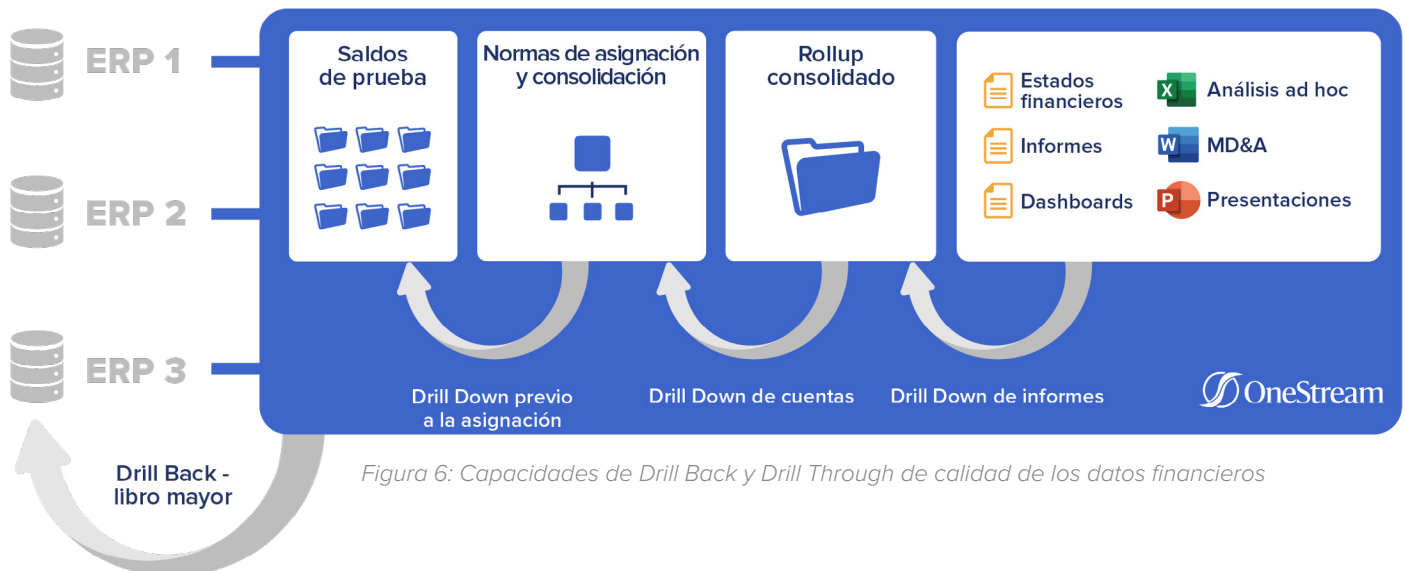 ERP 1
ERP 2
ERP 3
Saldos
de prueba
Normas de asignación
y consolidación
Rollup
consolidado
Estados
financieros
Informes
Dashboards
X
Análisis ad hoc
W
MD&A
P
Presentaciones
Drill Down previo
a la asignación
Drill Down de cuentas
Drill Down de informes
OneStream
Drill Back -
libro mayor
Figura 6: Capacidades de Drill Back y Drill Through de calidad de los datos financieros